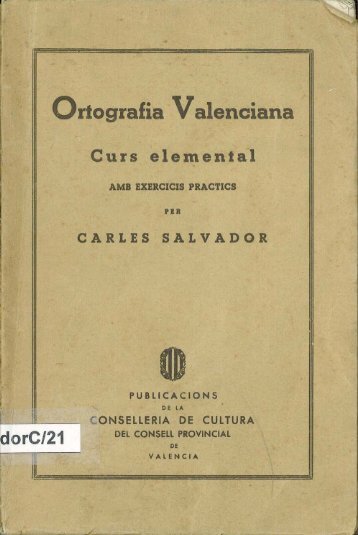 Ortografia Valenciana
Curs elemental
AMB EXERCICIS PRACTICS
PER
CARLES SALVADOR
PUBLICACIONS
DE LA
CONSELLERIA DE CULTURA
DEL CONSELL PROVINCIAL
DE
VALENCIA
dorC/21